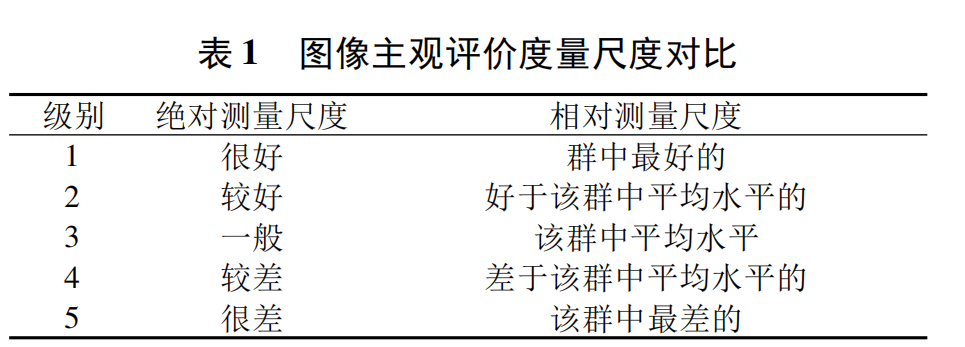 表1 图像主观评价度量尺度对比
级别 绝对测量尺度 相对测量尺度
1 很好 群中最好的
2 较好 好于该群中平均水平的
3 一般 该群中平均水平
4 较差 差于该群中平均水平的
5 很差 该群中最差的